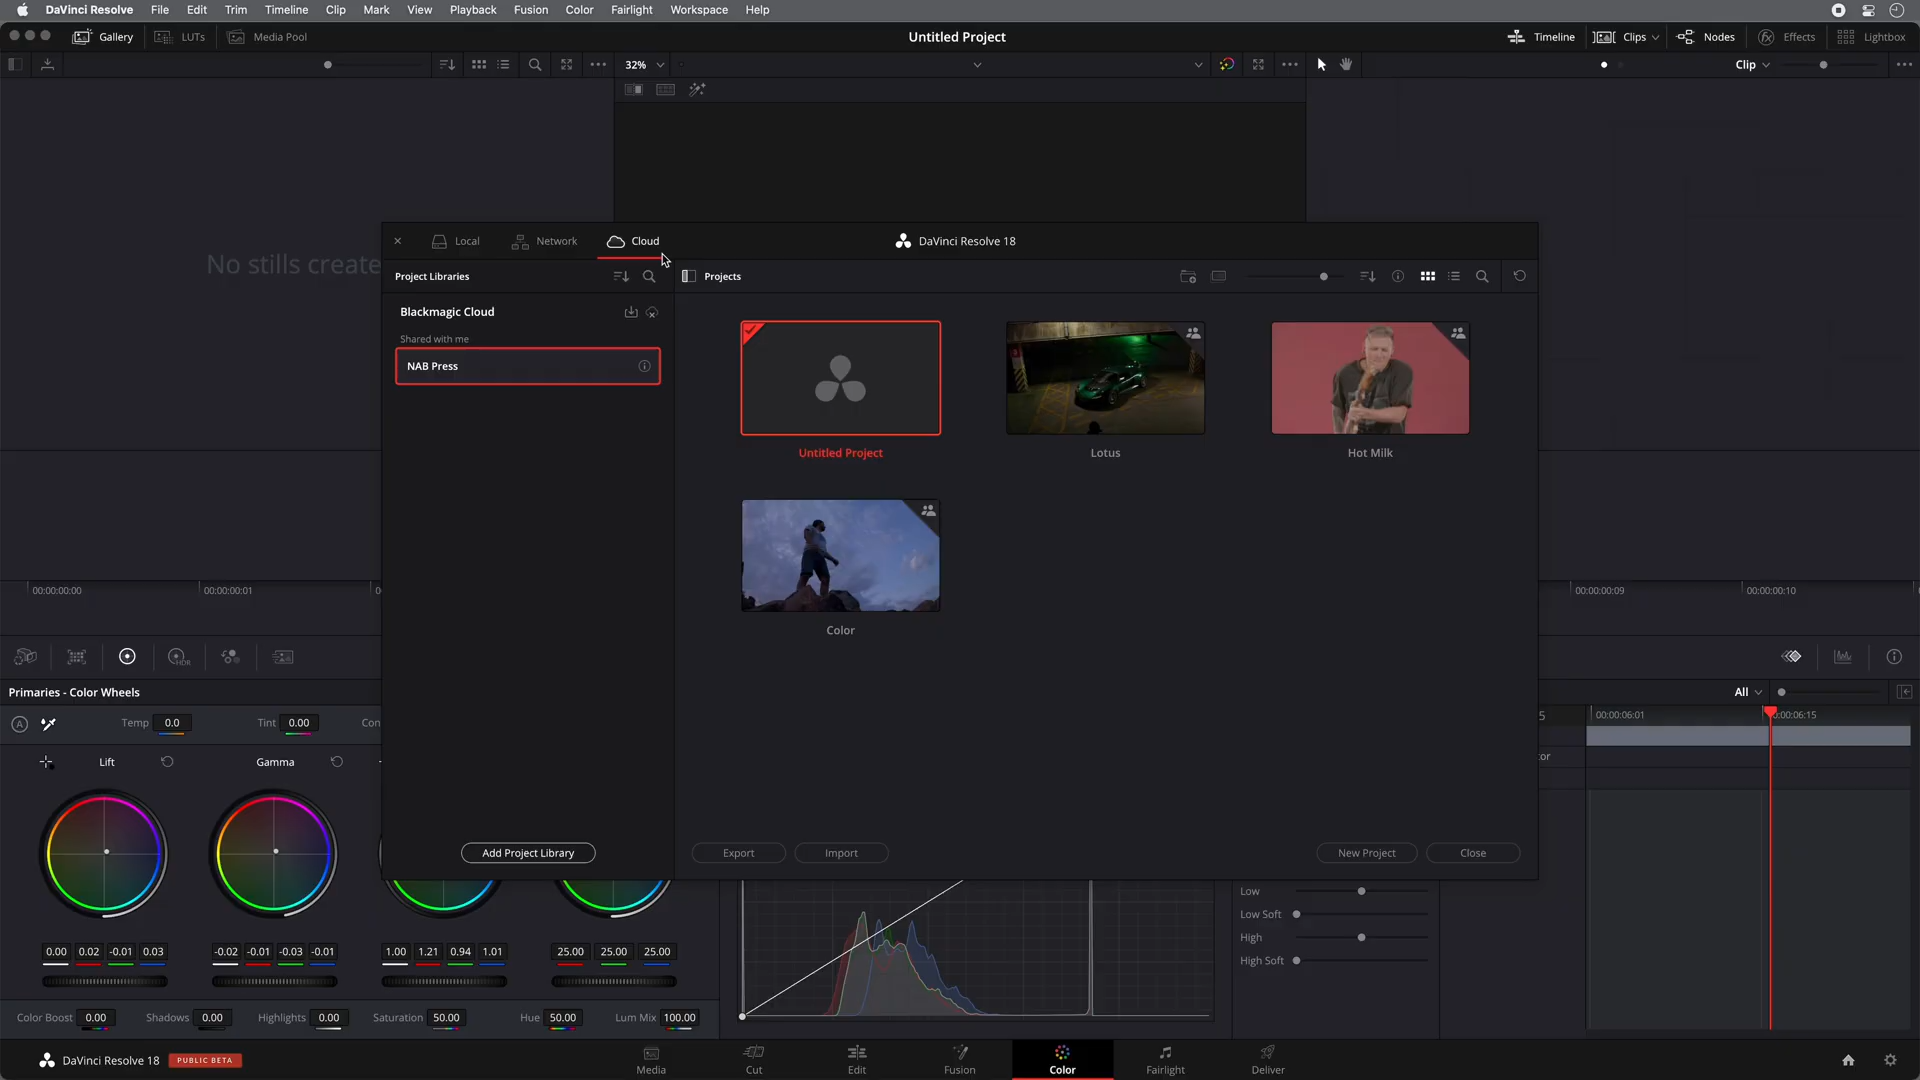 DaVinci Resolve File Edit Trim Timeline Clip Mark View Playback Fusion Color Fairlight Workspace Help
Gallery LUTs Media Pool Untitled Project Timeline Clips Nodes Effects Lightbox
32% Clip
No stills create
Local Network Cloud DaVinci Resolve 18
Project Libraries Projects
Blackmagic Cloud
Shared with me
NAB Press
Untitled Project Lotus Hot Milk
Color
Add Project Library Export Import New Project Close
00:00:00:00 00:00:00:01 0 00:00:00:09 00:00:00:10
HDR
Primaries - Color Wheels All
A Temp 0.0 Tint 0.00 Con 5 00:00:06:01 00:00:06:15
or
Lift Gamma
Low
Low Soft
High
High Soft
0.00 0.02 -0.01 0.03 -0.02 -0.01 -0.03 -0.01 1.00 1.21 0.94 1.01 25.00 25.00 25.00
Color Boost 0.00 Shadows 0.00 Highlights 0.00 Saturation 50.00 Hue 50.00 Lum Mix 100.00
DaVinci Resolve 18 PUBLIC BETA Media Cut Edit Fusion Color Fairlight Deliver